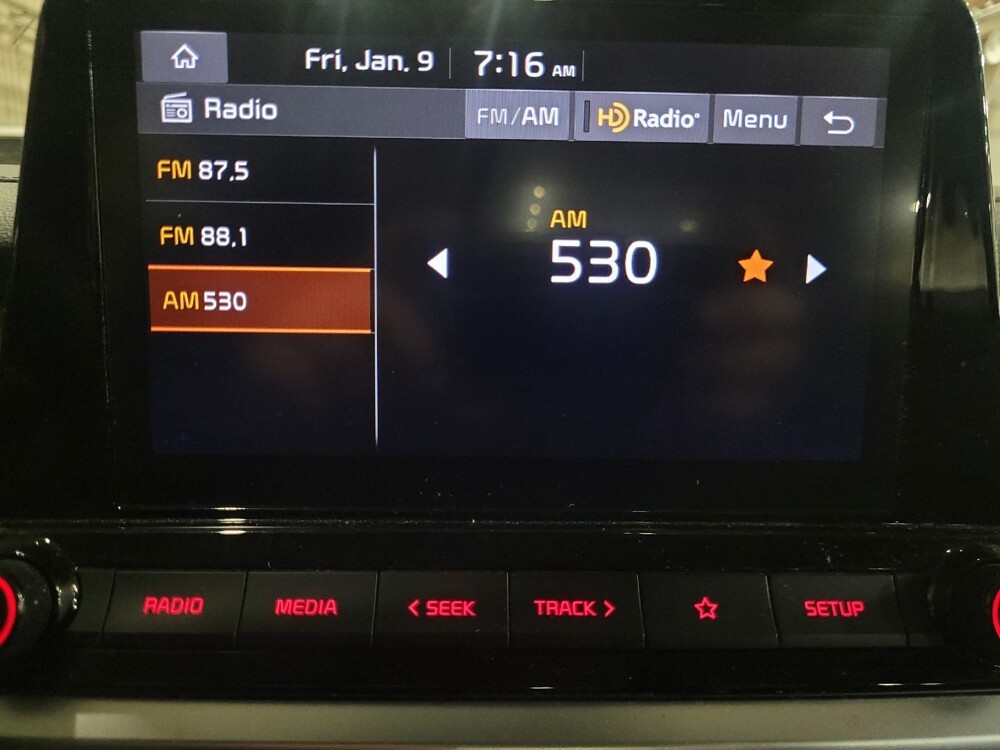 Fri, Jan. 9 7:16 AM
Radio FM/AM HD Radio Menu
FM 87.5
FM 88.1
AM 530
AM
530
RADIO MEDIA < SEEK TRACK > SETUP